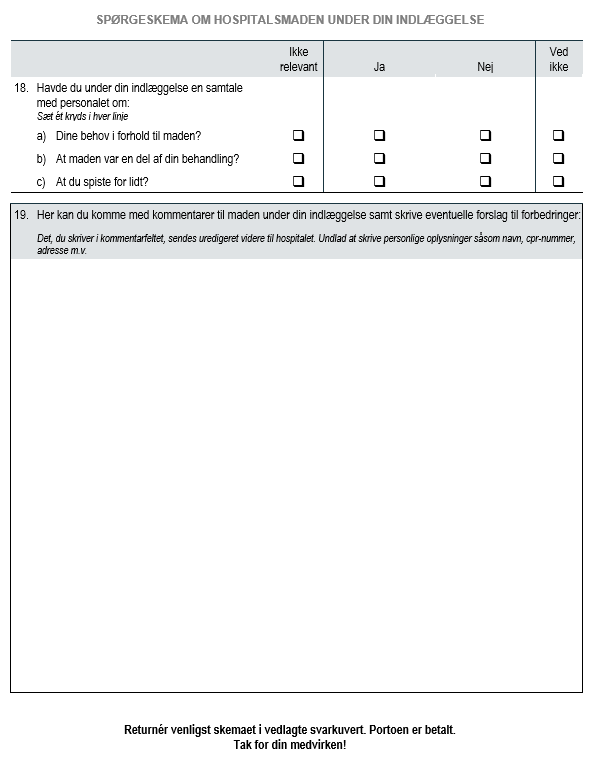 SPØRGESKEMA OM HOSPITALSMADEN UNDER DIN INDLÆGGELSE
Ikke relevant Ja Nej Ved ikke
18. Havde du under din indlæggelse en samtale
med personalet om:
Sæt ét kryds i hver linje
a) Dine behov i forhold til maden? ❑ ❑ ❑ ❑
b) At maden var en del af din behandling? ❑ ❑ ❑ ❑
c) At du spiste for lidt? ❑ ❑ ❑ ❑
19. Her kan du komme med kommentarer til maden under din indlæggelse samt skrive eventuelle forslag til forbedringer:
Det, du skriver i kommentarfeltet, sendes uredigeret videre til hospitalet. Undlad at skrive personlige oplysninger såsom navn, cpr-nummer,
adresse m.v.
Returnér venligst skemaet i vedlagte svarkuvert. Portoen er betalt.
Tak for din medvirken!